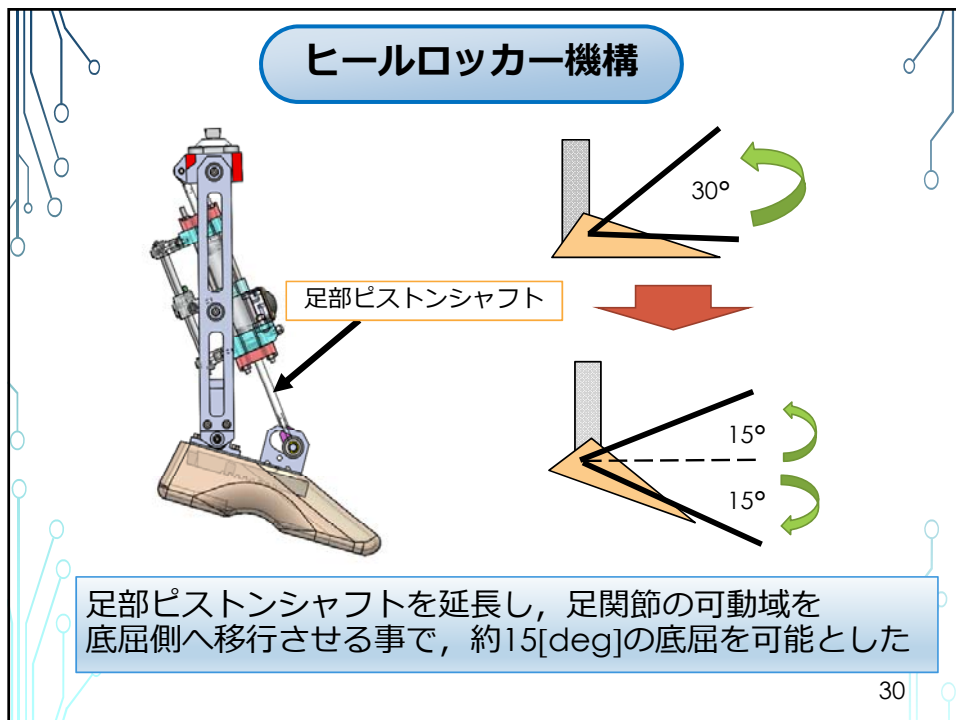 ヒールロッカー機構
30°
足部ピストンシャフト
15°
15°
足部ピストンシャフトを延長し，足関節の可動域を
底屈側へ移行させる事で，約15[deg]の底屈を可能とした
30